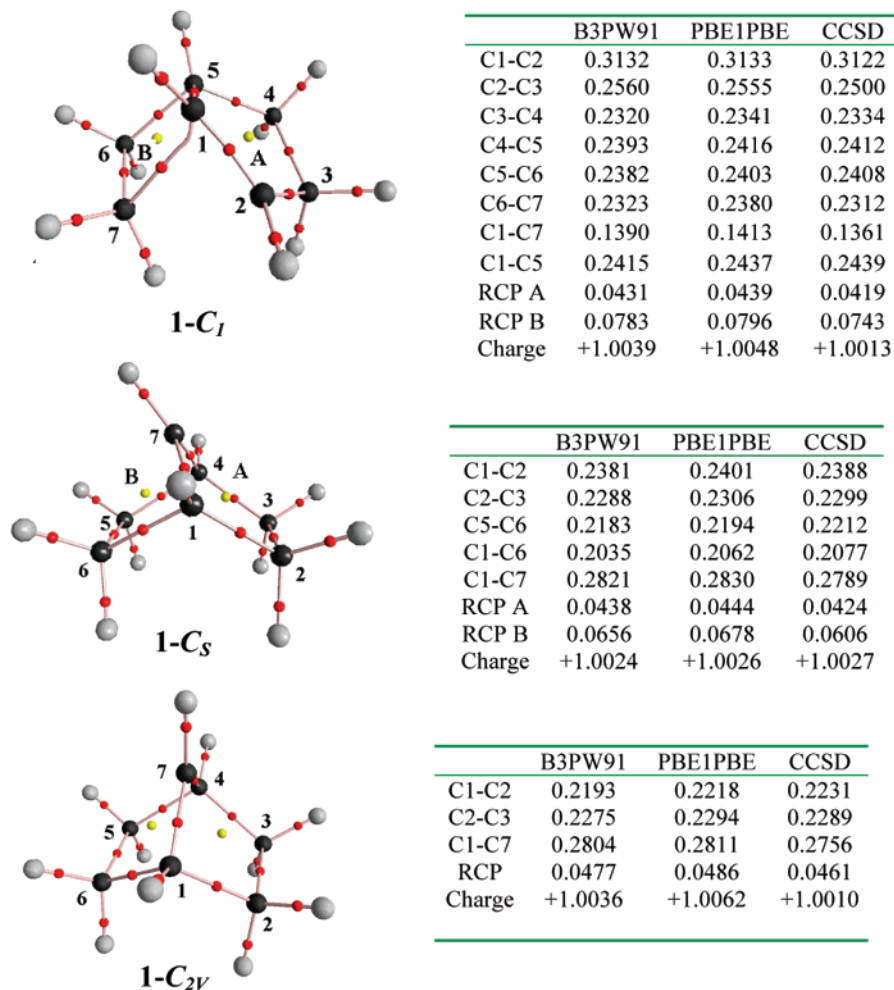 5
4
6
B
1
A
3
2
7
1-C1
B3PW91 PBE1PBE CCSD
C1-C2 0.3132 0.3133 0.3122
C2-C3 0.2560 0.2555 0.2500
C3-C4 0.2320 0.2341 0.2334
C4-C5 0.2393 0.2416 0.2412
C5-C6 0.2382 0.2403 0.2408
C6-C7 0.2323 0.2380 0.2312
C1-C7 0.1390 0.1413 0.1361
C1-C5 0.2415 0.2437 0.2439
RCP A 0.0431 0.0439 0.0419
RCP B 0.0783 0.0796 0.0743
Charge +1.0039 +1.0048 +1.0013
7
4
A
B
3
5
1
6
2
1-CS
B3PW91 PBE1PBE CCSD
C1-C2 0.2381 0.2401 0.2388
C2-C3 0.2288 0.2306 0.2299
C5-C6 0.2183 0.2194 0.2212
C1-C6 0.2035 0.2062 0.2077
C1-C7 0.2821 0.2830 0.2789
RCP A 0.0438 0.0444 0.0424
RCP B 0.0656 0.0678 0.0606
Charge +1.0024 +1.0026 +1.0027
7
4
5
3
1
6
2
1-C2V
B3PW91 PBE1PBE CCSD
C1-C2 0.2193 0.2218 0.2231
C2-C3 0.2275 0.2294 0.2289
C1-C7 0.2804 0.2811 0.2756
RCP 0.0477 0.0486 0.0461
Charge +1.0036 +1.0062 +1.0010